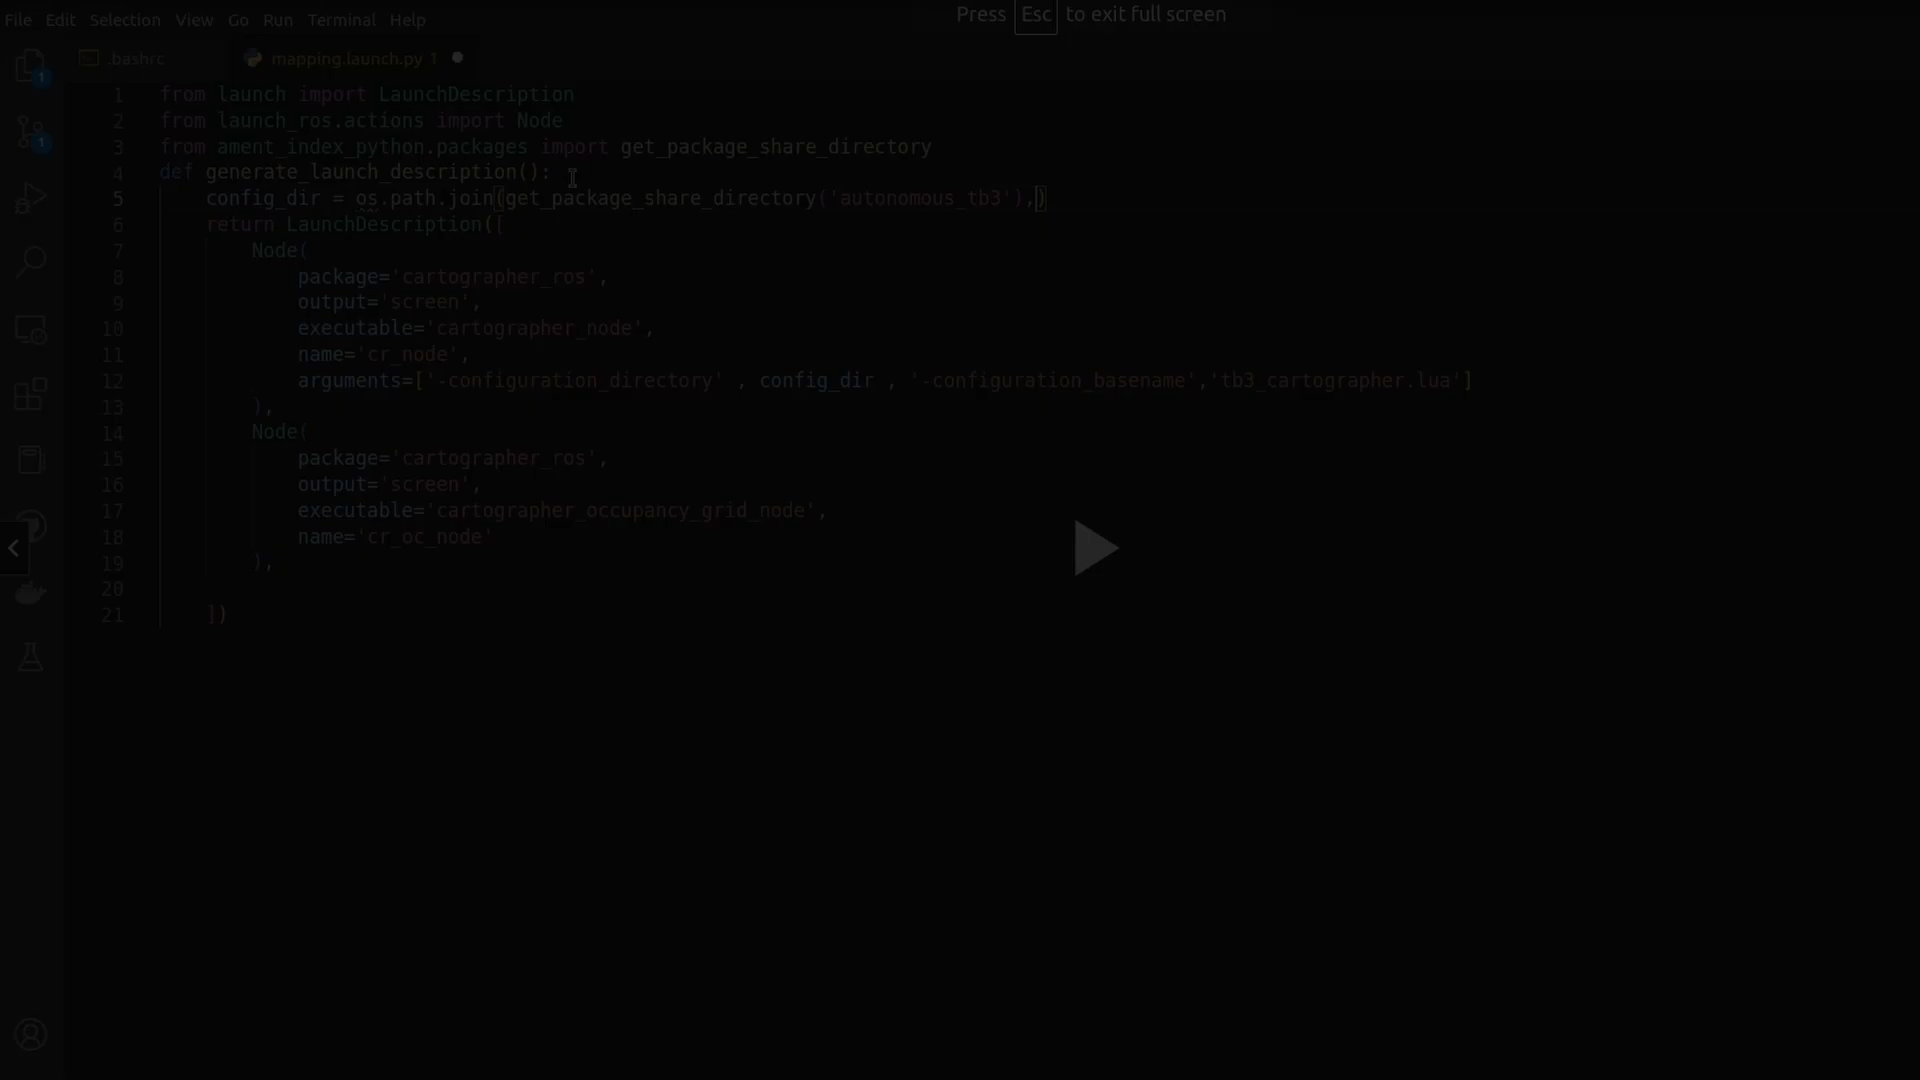 File Edit Selection View Go Run Terminal Help
Press Esc to exit full screen
.bashrc
mapping.launch.py 1
1
1
1 from launch import LaunchDescription
2 from launch_ros.actions import Node
3 from ament_index_python.packages import get_package_share_directory
4 def generate_launch_description():
5 config_dir = os.path.join(get_package_share_directory('autonomous_tb3'),)
6 return LaunchDescription([
7 Node(
8 package='cartographer_ros',
9 output='screen',
10 executable='cartographer_node',
11 name='cr_node',
12 arguments=['-configuration_directory' , config_dir , '-configuration_basename','tb3_cartographer.lua']
13 ),
14 Node(
15 package='cartographer_ros',
16 output='screen',
17 executable='cartographer_occupancy_grid_node',
18 name='cr_oc_node'
19 ),
20
21 ])